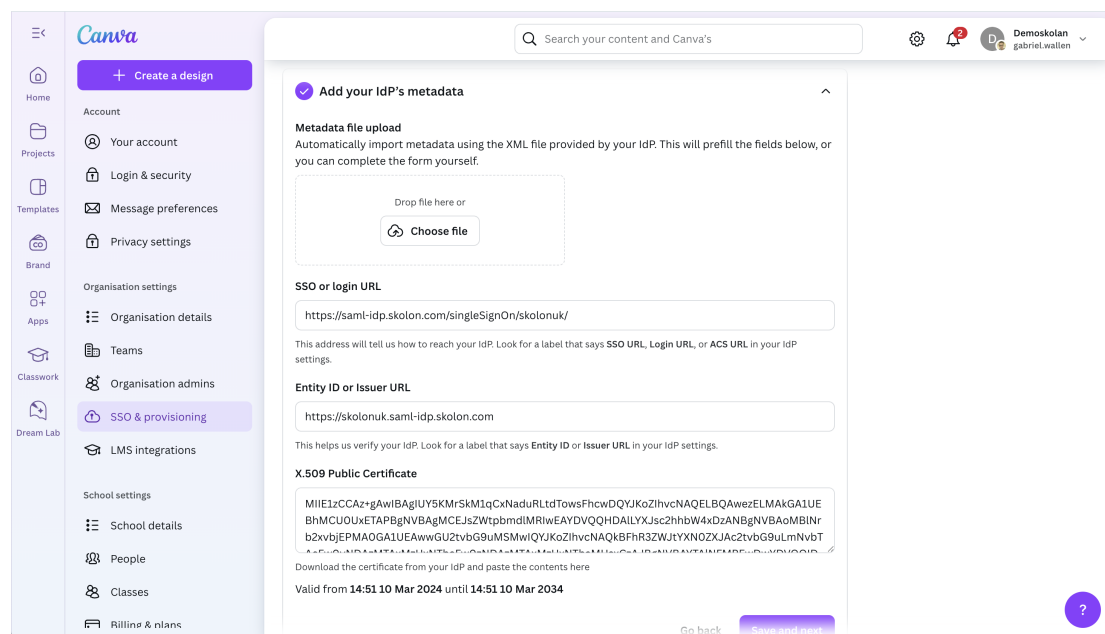 Canva
Search your content and Canva's
2
D
Demoskolan
gabriel.wallen
Home
Projects
Templates
Brand
Apps
Classwork
Dream Lab
Create a design
Account
Your account
Login & security
Message preferences
Privacy settings
Organisation settings
Organisation details
Teams
Organisation admins
SSO & provisioning
LMS integrations
School settings
School details
People
Classes
Billing & plans
Add your IdP's metadata
Metadata file upload
Automatically import metadata using the XML file provided by your IdP. This will prefill the fields below, or
you can complete the form yourself.
Drop file here or
Choose file
SSO or login URL
https://saml-idp.skolon.com/singleSignOn/skolonuk/
This address will tell us how to reach your IdP. Look for a label that says SSO URL, Login URL, or ACS URL in your IdP
settings.
Entity ID or Issuer URL
https://skolonuk.saml-idp.skolon.com
This helps us verify your IdP. Look for a label that says Entity ID or Issuer URL in your IdP settings.
X.509 Public Certificate
MIIE1zCCAz+gAwIBAgIUY5KMrSkM1qCxNaduRLtdTowsFhcwDQYJKoZIhvcNAQELBQAwezELMAkGA1UE
BhMCU0UxETAPBgNVBAgMCEJsZWtpbmdlMRIwEAYDVQQHDAlLYXJsc2hhbW4xDzANBgNVBAoMBlNr
b2xvbjEPMA0GA1UEAwwGU2tvbG9uMSMwIQYJKoZIhvcNAQkBFhR3ZWJtYXN0ZXJAc2tvbG9uLmNvbT
Download the certificate from your IdP and paste the contents here
Valid from 14:51 10 Mar 2024 until 14:51 10 Mar 2034
Go back
Save and next
?